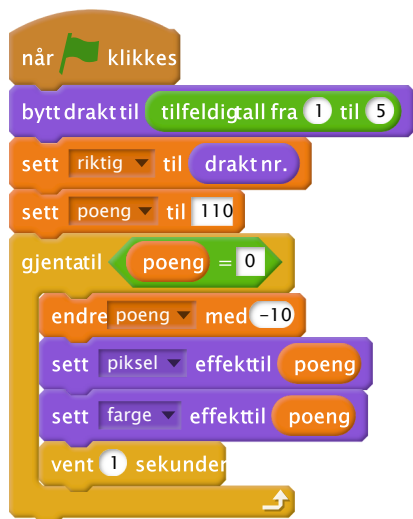 når klikkes
bytt drakt til tilfeldigtall fra 1 til 5
sett riktig til drakt nr.
sett poeng til 110
gjenta til poeng = 0
endre poeng med -10
sett piksel effekt til poeng
sett farge effekt til poeng
vent 1 sekunder